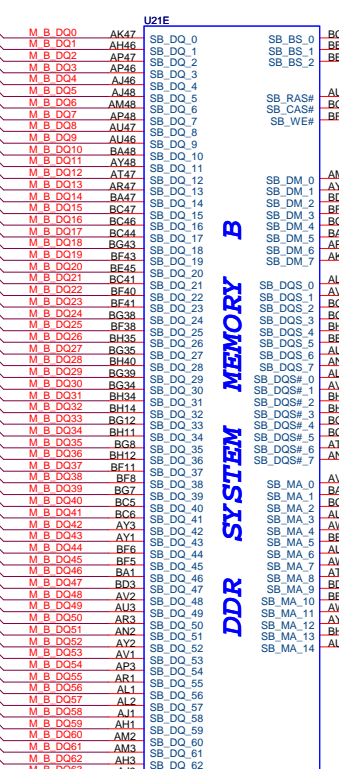 U21E
M_B_DQ0 AK47 SB_DQ_0 SB_BS_0
M_B_DQ1 AH46 SB_DQ_1 SB_BS_1
M_B_DQ2 AP47 SB_DQ_2 SB_BS_2
M_B_DQ3 AP46 SB_DQ_3
M_B_DQ4 AJ46 SB_DQ_4
M_B_DQ5 AJ48 SB_DQ_5 SB_RAS#
M_B_DQ6 AM48 SB_DQ_6 SB_CAS#
M_B_DQ7 AP48 SB_DQ_7 SB_WE#
M_B_DQ8 AU47 SB_DQ_8
M_B_DQ9 AU46 SB_DQ_9
M_B_DQ10 BA48 SB_DQ_10
M_B_DQ11 AY48 SB_DQ_11
M_B_DQ12 AT47 SB_DQ_12 SB_DM_0
M_B_DQ13 AR47 SB_DQ_13 SB_DM_1
M_B_DQ14 BA47 SB_DQ_14 SB_DM_2
M_B_DQ15 BC47 SB_DQ_15 SB_DM_3
M_B_DQ16 BC46 SB_DQ_16 SB_DM_4
M_B_DQ17 BC44 SB_DQ_17 SB_DM_5
M_B_DQ18 BG43 SB_DQ_18 SB_DM_6
M_B_DQ19 BF43 SB_DQ_19 SB_DM_7
M_B_DQ20 BE45 SB_DQ_20
M_B_DQ21 BC41 SB_DQ_21 SB_DQS_0
M_B_DQ22 BF40 SB_DQ_22 SB_DQS_1
M_B_DQ23 BF41 SB_DQ_23 SB_DQS_2
M_B_DQ24 BG38 SB_DQ_24 SB_DQS_3
M_B_DQ25 BF38 SB_DQ_25 SB_DQS_4
M_B_DQ26 BH35 SB_DQ_26 SB_DQS_5
M_B_DQ27 BG35 SB_DQ_27 SB_DQS_6
M_B_DQ28 BH40 SB_DQ_28 SB_DQS_7
M_B_DQ29 BG39 SB_DQ_29 SB_DQS#_0
M_B_DQ30 BG34 SB_DQ_30 SB_DQS#_1
M_B_DQ31 BH34 SB_DQ_31 SB_DQS#_2
M_B_DQ32 BH14 SB_DQ_32 SB_DQS#_3
M_B_DQ33 BG12 SB_DQ_33 SB_DQS#_4
M_B_DQ34 BH11 SB_DQ_34 SB_DQS#_5
M_B_DQ35 BG8 SB_DQ_35 SB_DQS#_6
M_B_DQ36 BH12 SB_DQ_36 SB_DQS#_7
M_B_DQ37 BF11 SB_DQ_37
M_B_DQ38 BF8 SB_DQ_38 SB_MA_0
M_B_DQ39 BG7 SB_DQ_39 SB_MA_1
M_B_DQ40 BC5 SB_DQ_40 SB_MA_2
M_B_DQ41 BC6 SB_DQ_41 SB_MA_3
M_B_DQ42 AY3 SB_DQ_42 SB_MA_4
M_B_DQ43 AY1 SB_DQ_43 SB_MA_5
M_B_DQ44 BF6 SB_DQ_44 SB_MA_6
M_B_DQ45 BF5 SB_DQ_45 SB_MA_7
M_B_DQ46 BA1 SB_DQ_46 SB_MA_8
M_B_DQ47 BD3 SB_DQ_47 SB_MA_9
M_B_DQ48 AV2 SB_DQ_48 SB_MA_10
M_B_DQ49 AU3 SB_DQ_49 SB_MA_11
M_B_DQ50 AR3 SB_DQ_50 SB_MA_12
M_B_DQ51 AN2 SB_DQ_51 SB_MA_13
M_B_DQ52 AY2 SB_DQ_52 SB_MA_14
M_B_DQ53 AV1 SB_DQ_53
M_B_DQ54 AP3 SB_DQ_54
M_B_DQ55 AR1 SB_DQ_55
M_B_DQ56 AL1 SB_DQ_56
M_B_DQ57 AL2 SB_DQ_57
M_B_DQ58 AJ1 SB_DQ_58
M_B_DQ59 AH1 SB_DQ_59
M_B_DQ60 AM2 SB_DQ_60
M_B_DQ61 AM3 SB_DQ_61
M_B_DQ62 AH3 SB_DQ_62
DDR SYSTEM MEMORY B